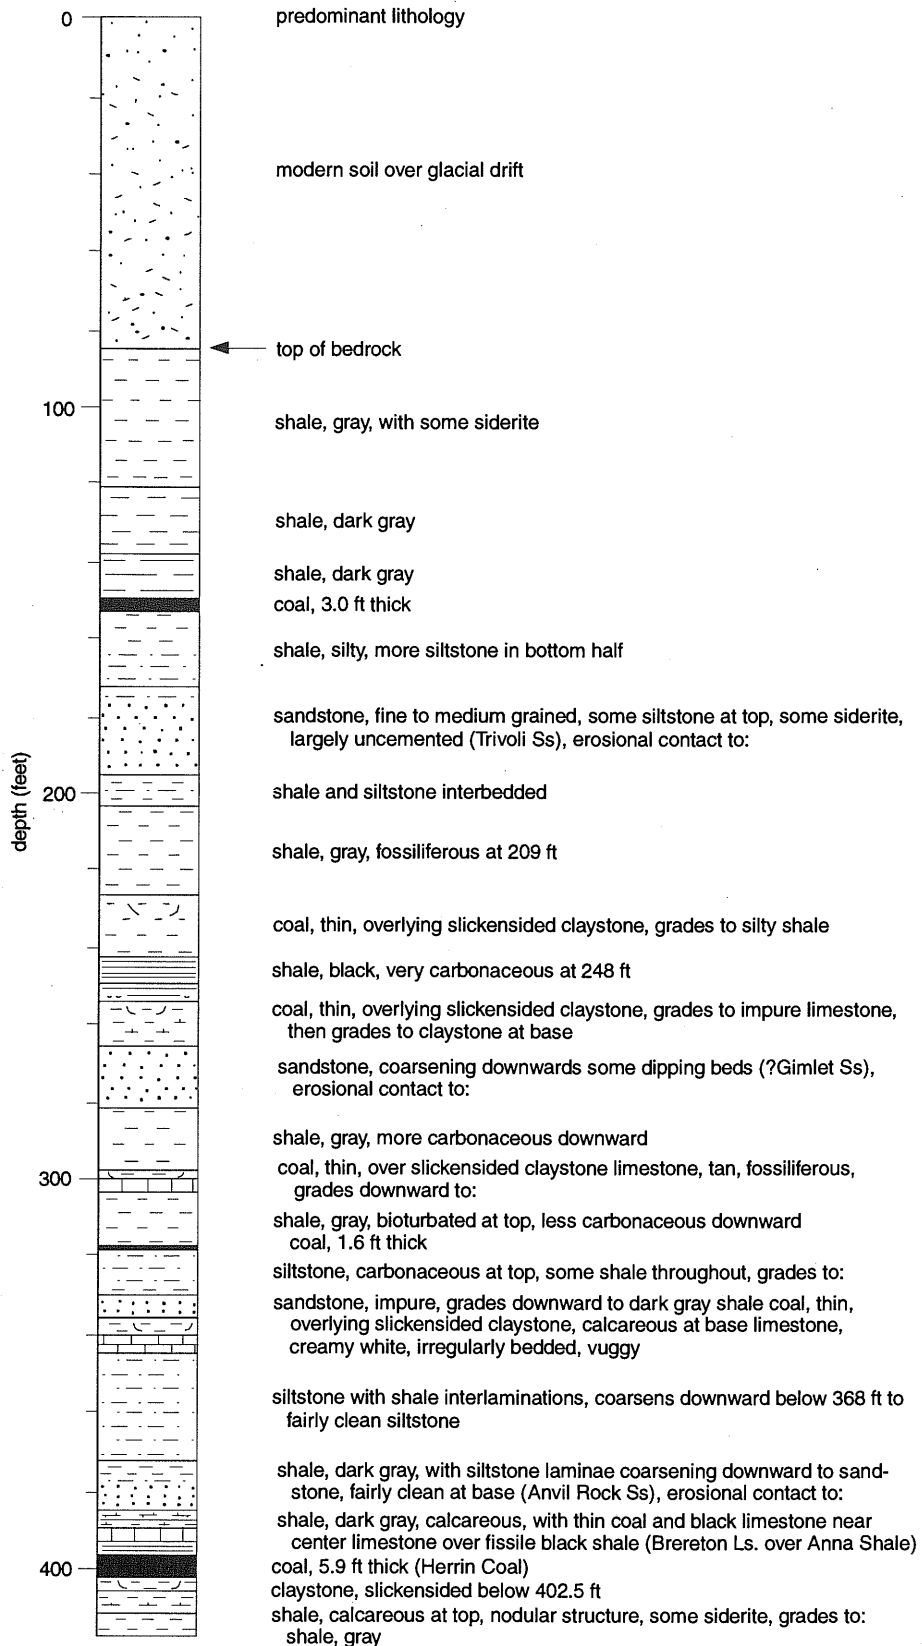 0
predominant lithology
modern soil over glacial drift
top of bedrock
100
shale, gray, with some siderite
shale, dark gray
shale, dark gray
coal, 3.0 ft thick
shale, silty, more siltstone in bottom half
sandstone, fine to medium grained, some siltstone at top, some siderite,
largely uncemented (Trivoli Ss), erosional contact to:
depth (feet)
200
shale and siltstone interbedded
shale, gray, fossiliferous at 209 ft
coal, thin, overlying slickensided claystone, grades to silty shale
shale, black, very carbonaceous at 248 ft
coal, thin, overlying slickensided claystone, grades to impure limestone,
then grades to claystone at base
sandstone, coarsening downwards some dipping beds (?Gimlet Ss),
erosional contact to:
shale, gray, more carbonaceous downward
300
coal, thin, over slickensided claystone limestone, tan, fossiliferous,
grades downward to:
shale, gray, bioturbated at top, less carbonaceous downward
coal, 1.6 ft thick
siltstone, carbonaceous at top, some shale throughout, grades to:
sandstone, impure, grades downward to dark gray shale coal, thin,
overlying slickensided claystone, calcareous at base limestone,
creamy white, irregularly bedded, vuggy
siltstone with shale interlaminations, coarsens downward below 368 ft to
fairly clean siltstone
shale, dark gray, with siltstone laminae coarsening downward to sand-
stone, fairly clean at base (Anvil Rock Ss), erosional contact to:
shale, dark gray, calcareous, with thin coal and black limestone near
center limestone over fissile black shale (Brereton Ls. over Anna Shale)
400
coal, 5.9 ft thick (Herrin Coal)
claystone, slickensided below 402.5 ft
shale, calcareous at top, nodular structure, some siderite, grades to:
shale, gray